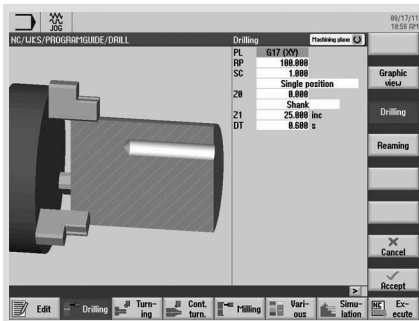 JOG
08/17/11
10:58 AM
NC/WKS/PROGRAMGUIDE/DRILL
Drilling
Machining plane
PL G17 (XY)
RP 100.000
SC 1.000
Single position
Z0 0.000
Shank
Z1 25.000 inc
DT 0.600 s
Graphic
view
Drilling
Reaming
Cancel
Accept
Edit
Drilling
Turn-
ing
Cont.
turn.
Milling
Vari-
ous
Simu-
lation
NC
Ex-
ecute